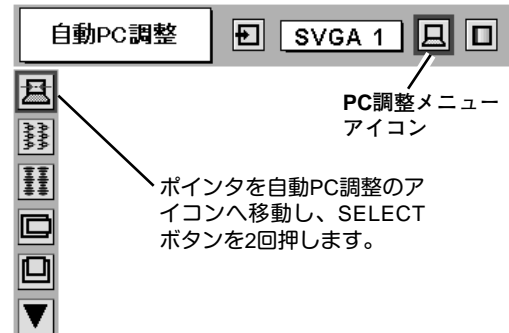 自動PC調整
SVGA 1
PC調整メニュー
アイコン
ポインタを自動PC調整のア
イコンへ移動し、SELECT
ボタンを2回押します。